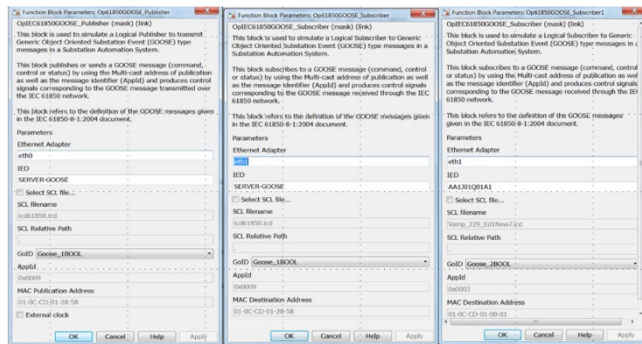 Function Block Parameters: Op61850GOOSE_Publisher
OpIEC61850GOOSE_Publisher (mask) (link)
This block is used to simulate a Logical Publisher to transmit
Generic Object Oriented Substation Event (GOOSE) type
messages in a Substation Automation System.
This block publishes or sends a GOOSE message (command,
control or status) by using the Multi-cast address of publication
as well as the message identifier (AppId) and produces control
signals corresponding to the GOOSE message transmitted over
the IEC 61850 network.
This block refers to the definition of the GOOSE messages given
in the IEC 61850-8-1:2004 document.
Parameters
Ethernet Adapter
eth0
IED
SERVER-GOOSE
Select SCL file...
SCL filename
icd61850.icd
SCL Relative Path
GoID Goose_1BOOL
AppId
0x0009
MAC Publication Address
01-0C-CD-01-28-58
External clock
OK Cancel Help Apply
Function Block Parameters: Op61850GOOSE_Subscriber
OpIEC61850GOOSE_Subscriber (mask) (link)
This block is used to simulate a Logical Subscriber to Generic
Object Oriented Substation Event (GOOSE) type messages in a
Substation Automation System.
This block subscribes to a GOOSE message (command, control
or status) by using the Multi-cast address of publication as well
as the message identifier (AppId) and produces control signals
corresponding to the GOOSE message received through the IEC
61850 network.
This block refers to the definition of the GOOSE messages given
in the IEC 61850-8-1:2004 document.
Parameters
Ethernet Adapter
eth1
IED
SERVER-GOOSE
Select SCL file...
SCL filename
icd61850.icd
SCL Relative Path
GoID Goose_1BOOL
AppId
0x0009
MAC Destination Address
01-0C-CD-01-28-58
OK Cancel Help Apply
Function Block Parameters: Op61850GOOSE_Subscriber1
OpIEC61850GOOSE_Subscriber (mask) (link)
This block is used to simulate a Logical Subscriber to Generic
Object Oriented Substation Event (GOOSE) type messages in a
Substation Automation System.
This block subscribes to a GOOSE message (command, control
or status) by using the Multi-cast address of publication as well
as the message identifier (AppId) and produces control signals
corresponding to the GOOSE message received through the IEC
61850 network.
This block refers to the definition of the GOOSE messages
given in the IEC 61850-8-1:2004 document.
Parameters
Ethernet Adapter
eth1
IED
AA1J01Q01A1
Select SCL file...
SCL filename
SCL Relative Path
GoID Goose_2BOOL
AppId
0x0003
MAC Destination Address
01-0C-CD-01-00-01
OK Cancel Help Apply